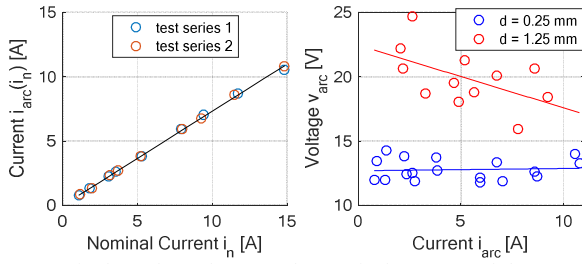 15
10
5
0
0
5
10
15
Current i_arc(i_n) [A]
Nominal Current i_n [A]
test series 1
test series 2
25
20
15
10
5
10
Voltage v_arc [V]
Current i_arc [A]
d = 0.25 mm
d = 1.25 mm